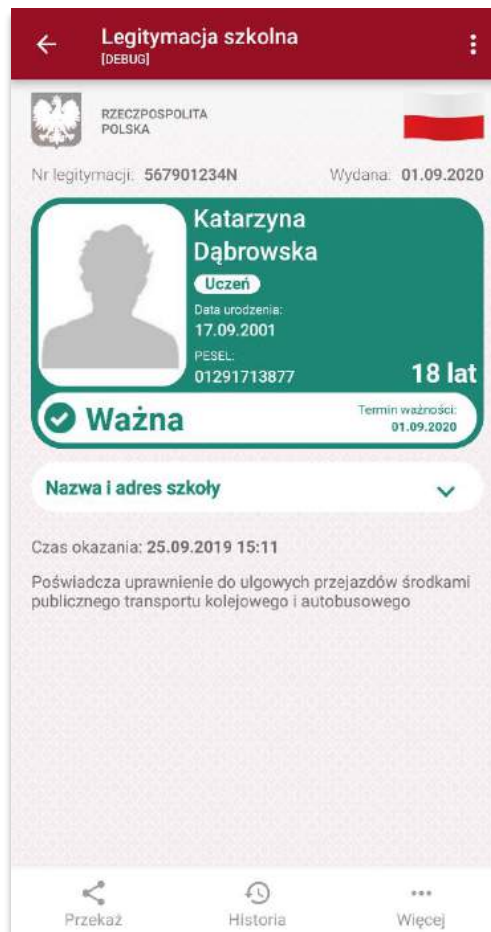 Legitymacja szkolna
[DEBUG]
RZECZPOSPOLITA
POLSKA
Nr legitymacji: 567901234N Wydana: 01.09.2020
Katarzyna
Dąbrowska
Uczeń
Data urodzenia:
17.09.2001
PESEL:
01291713877
18 lat
Ważna
Termin ważności:
01.09.2020
Nazwa i adres szkoły
Czas okazania: 25.09.2019 15:11
Poświadcza uprawnienie do ulgowych przejazdów środkami
publicznego transportu kolejowego i autobusowego
Przekaż Historia Więcej